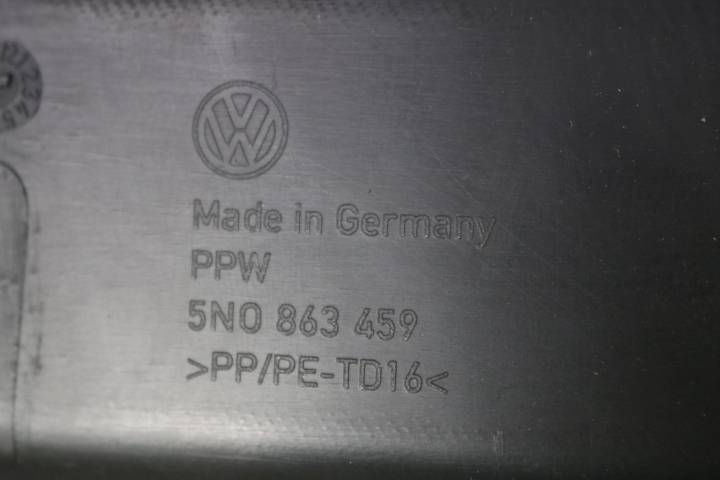 Made in Germany
PPW
5N0 863 459
>PP/PE-TD16<